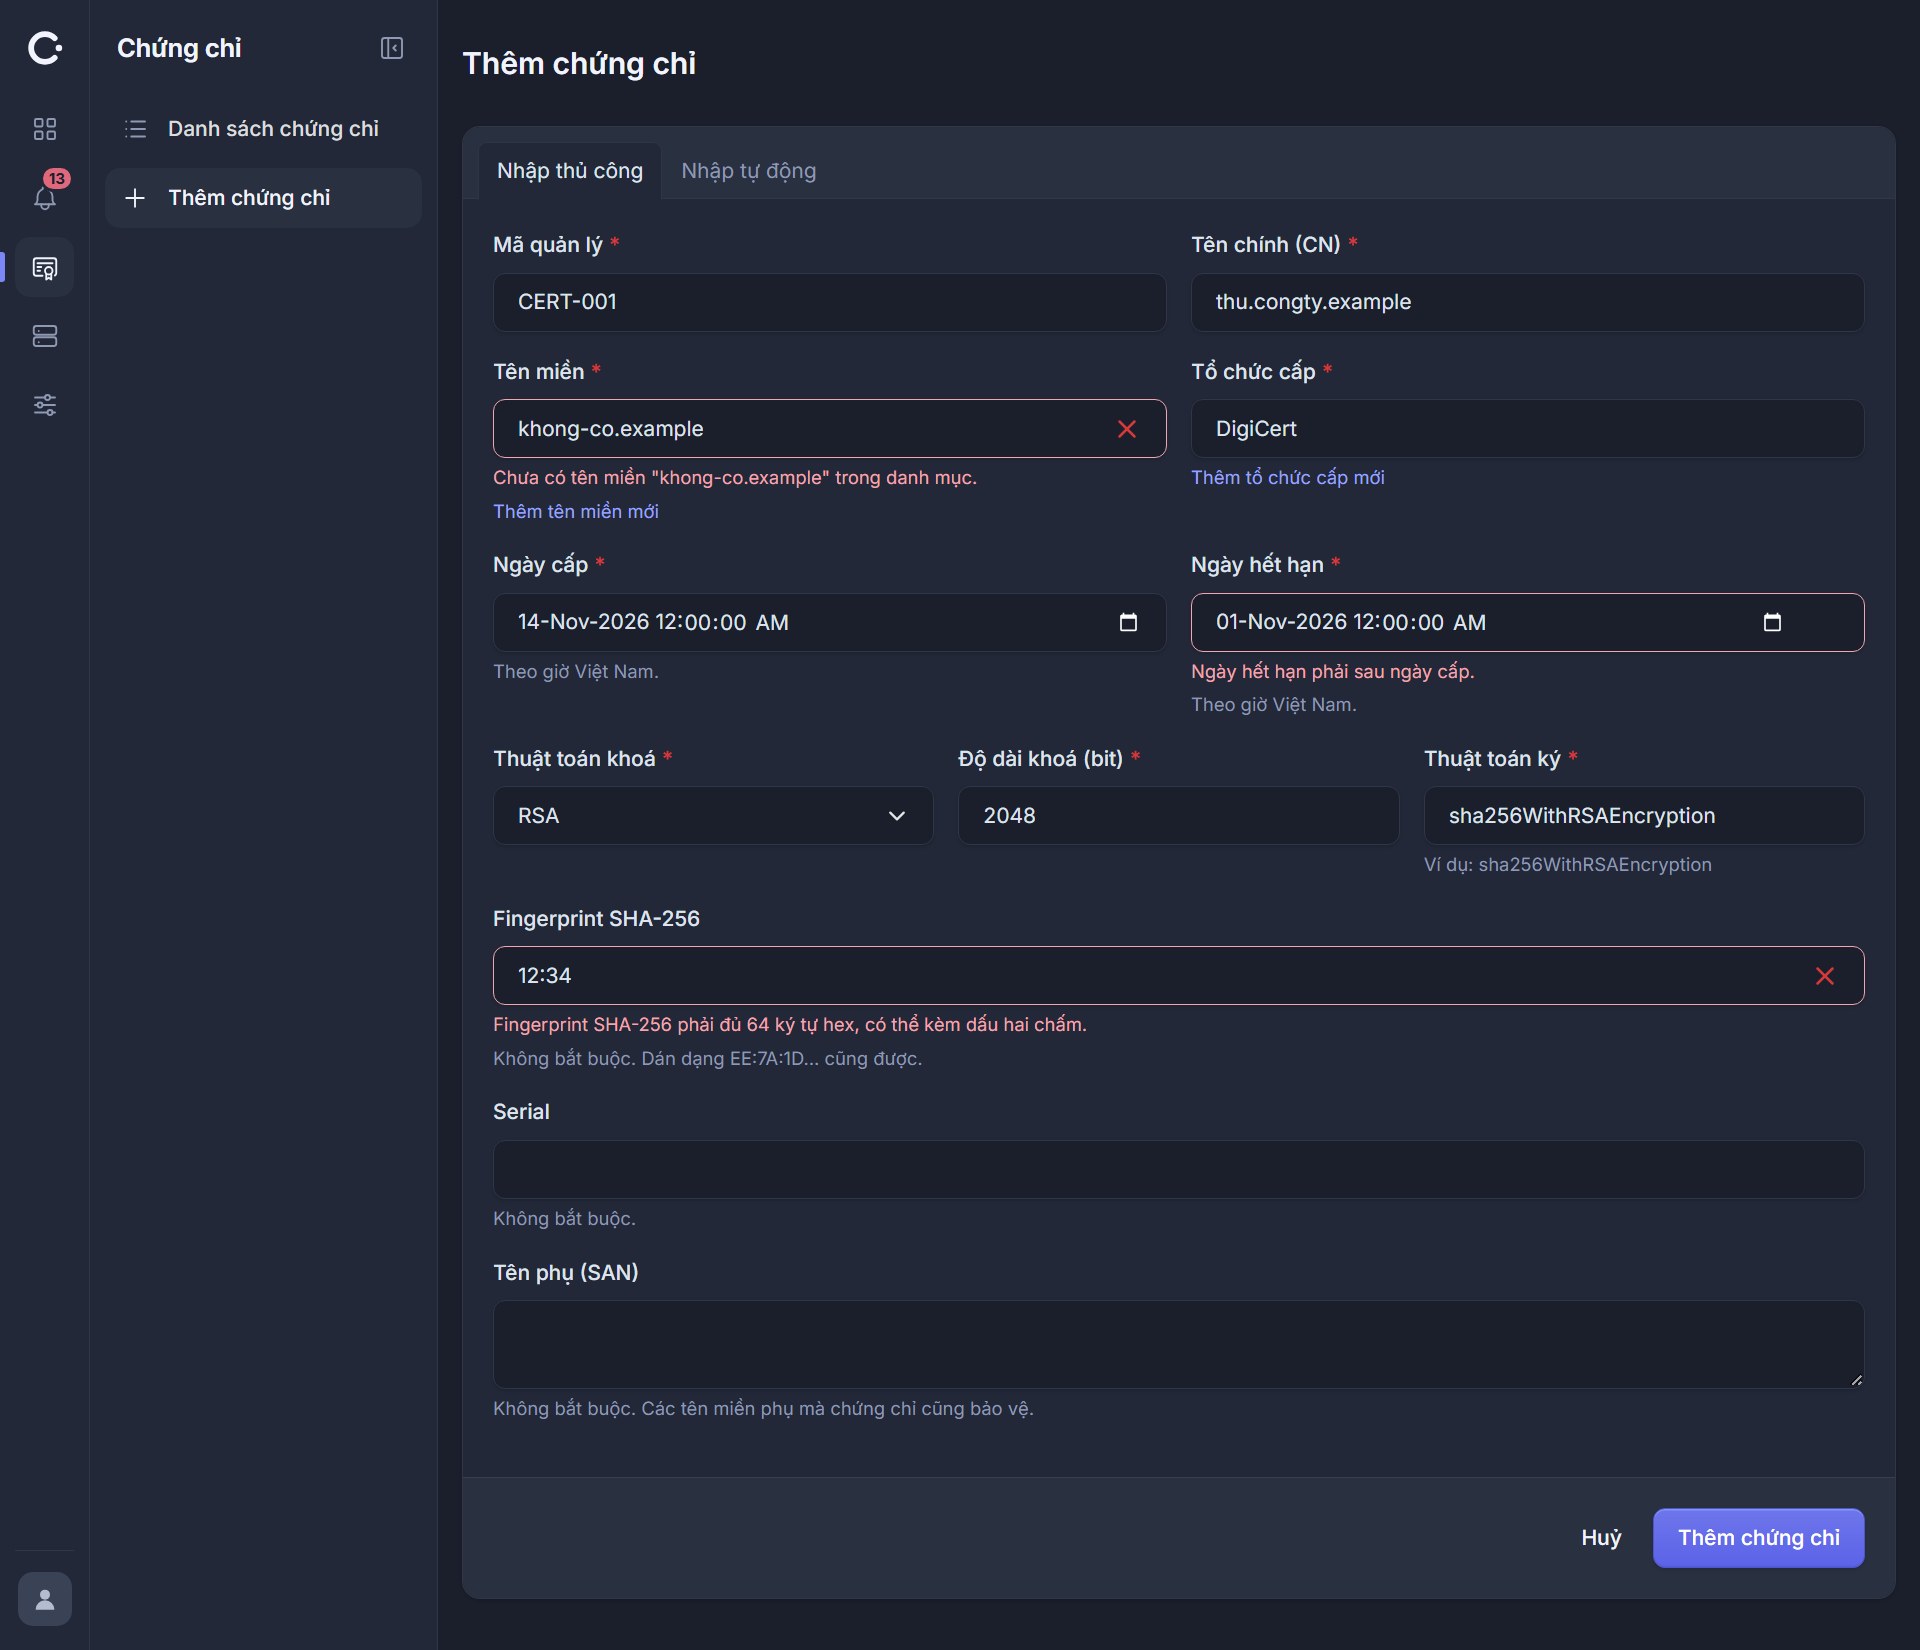 Chứng chỉ
Danh sách chứng chỉ
13
Thêm chứng chỉ
Thêm chứng chỉ
Nhập thủ công
Nhập tự động
Mã quản lý *
Tên chính (CN) *
CERT-001
thu.congty.example
Tên miền *
Tổ chức cấp *
khong-co.example
DigiCert
Chưa có tên miền "khong-co.example" trong danh mục.
Thêm tổ chức cấp mới
Thêm tên miền mới
Ngày cấp *
Ngày hết hạn *
14-Nov-2026 12:00:00 AM
01-Nov-2026 12:00:00 AM
Theo giờ Việt Nam.
Ngày hết hạn phải sau ngày cấp.
Theo giờ Việt Nam.
Thuật toán khoá *
Độ dài khoá (bit) *
Thuật toán ký *
RSA
2048
sha256WithRSAEncryption
Ví dụ: sha256WithRSAEncryption
Fingerprint SHA-256
12:34
Fingerprint SHA-256 phải đủ 64 ký tự hex, có thể kèm dấu hai chấm.
Không bắt buộc. Dán dạng EE:7A:1D... cũng được.
Serial
Không bắt buộc.
Tên phụ (SAN)
Không bắt buộc. Các tên miền phụ mà chứng chỉ cũng bảo vệ.
Huỷ
Thêm chứng chỉ